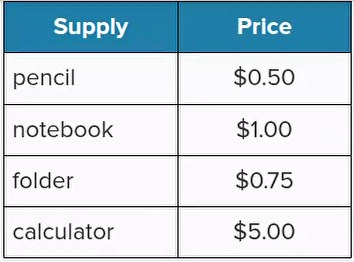 Supply Price
pencil $0.50
notebook $1.00
folder $0.75
calculator $5.00